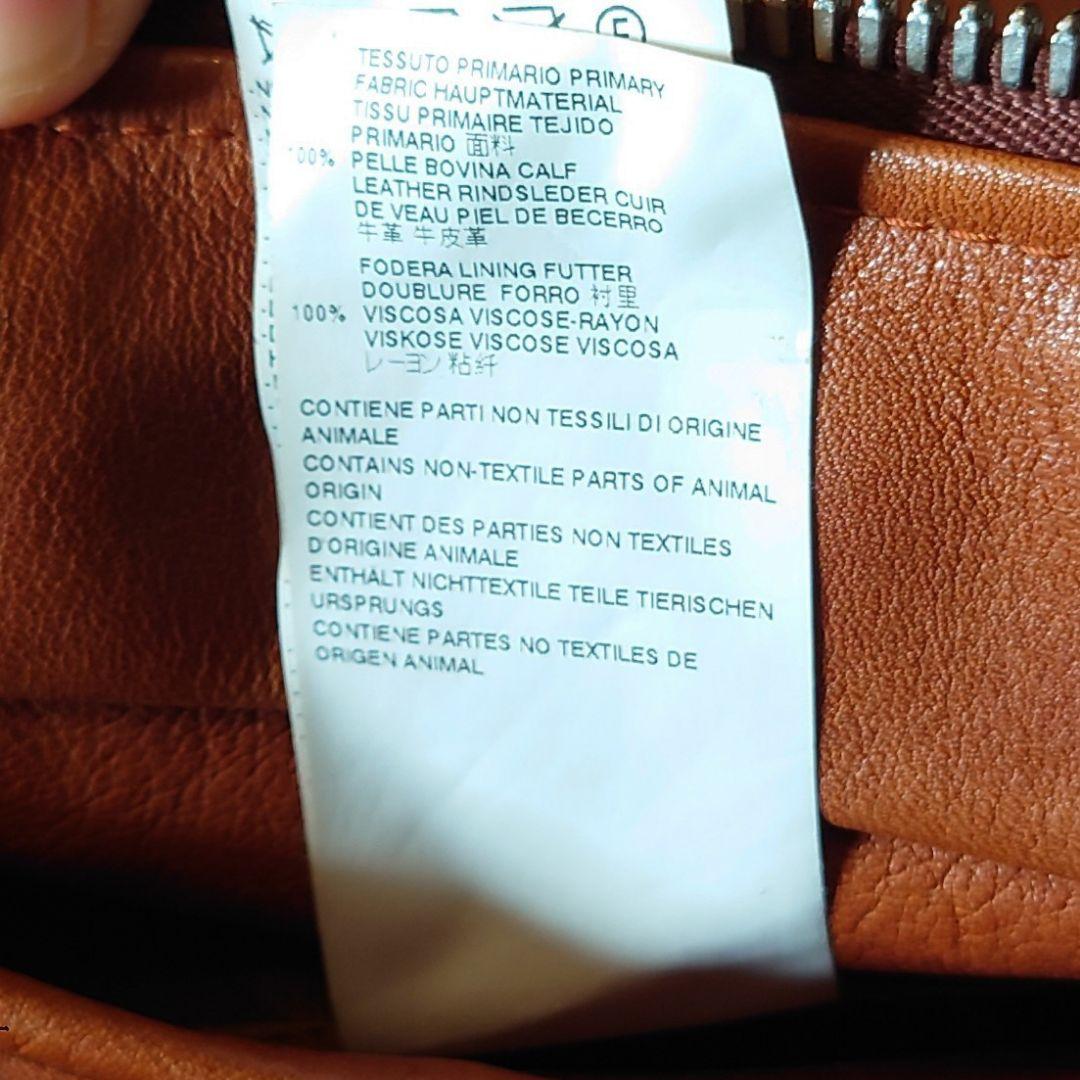 F
TESSUTO PRIMARIO PRIMARY
FABRIC HAUPTMATERIAL
TISSU PRIMAIRE TEJIDO
PRIMARIO 面料
100% PELLE BOVINA CALF
LEATHER RINDSLEDER CUIR
DE VEAU PIEL DE BECERRO
牛革 牛皮革
FODERA LINING FUTTER
DOUBLURE FORRO 衬里
100% VISCOSA VISCOSE-RAYON
VISKOSE VISCOSE VISCOSA
レーヨン 粘纤
CONTIENE PARTI NON TESSILI DI ORIGINE
ANIMALE
CONTAINS NON-TEXTILE PARTS OF ANIMAL
ORIGIN
CONTIENT DES PARTIES NON TEXTILES
D'ORIGINE ANIMALE
ENTHÄLT NICHTTEXTILE TEILE TIERISCHEN
URSPRUNGS
CONTIENE PARTES NO TEXTILES DE
ORIGEN ANIMAL